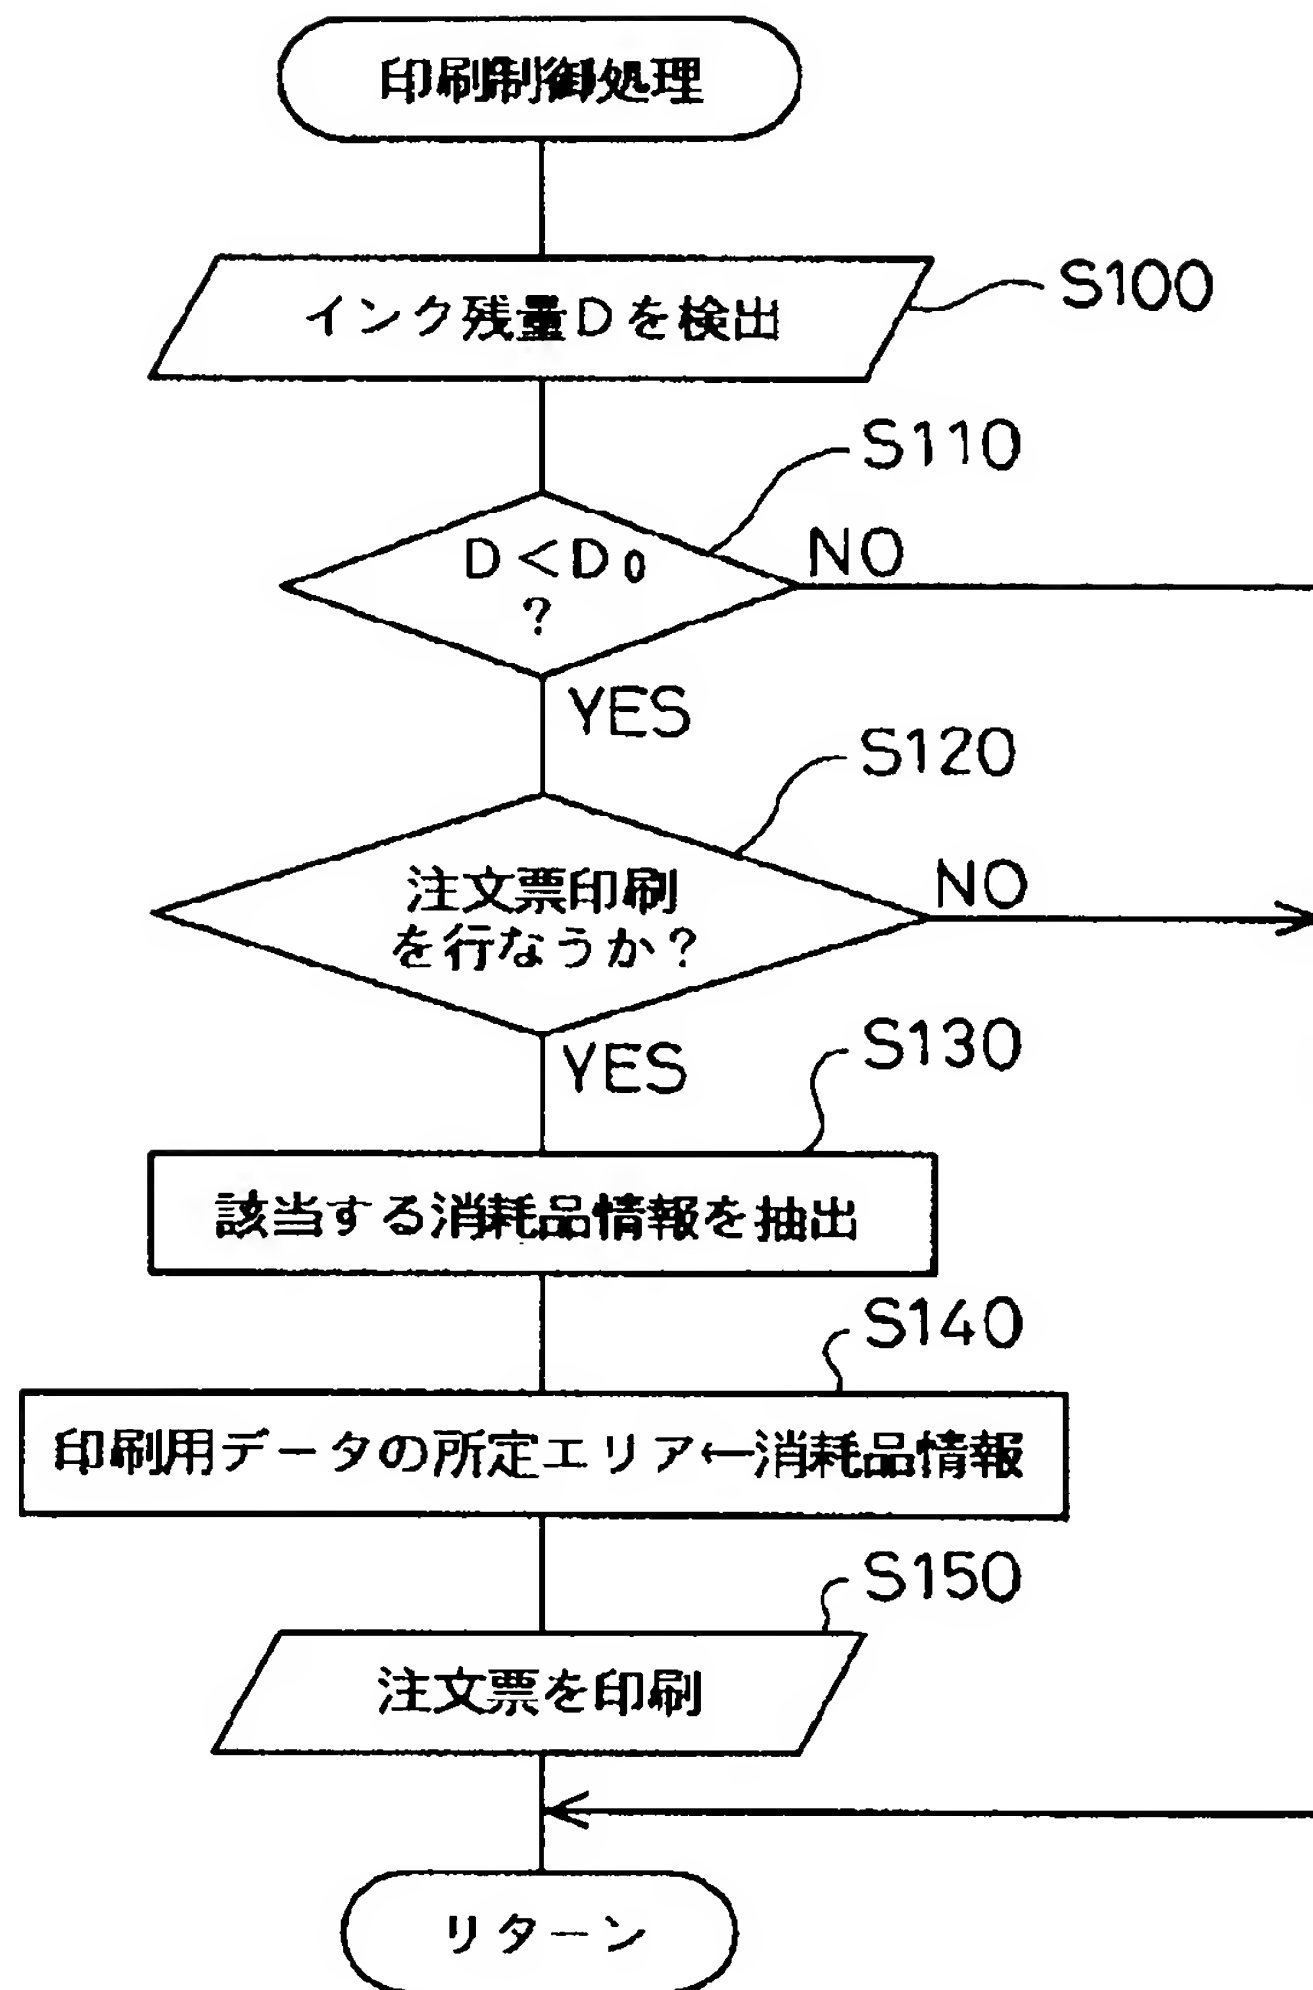 印刷制御処理
インク残量Dを検出
S100
S110
D<D0
?
NO
YES
S120
注文票印刷
を行なうか?
NO
YES
S130
該当する消耗品情報を抽出
S140
印刷用データの所定エリア←消耗品情報
S150
注文票を印刷
リターン